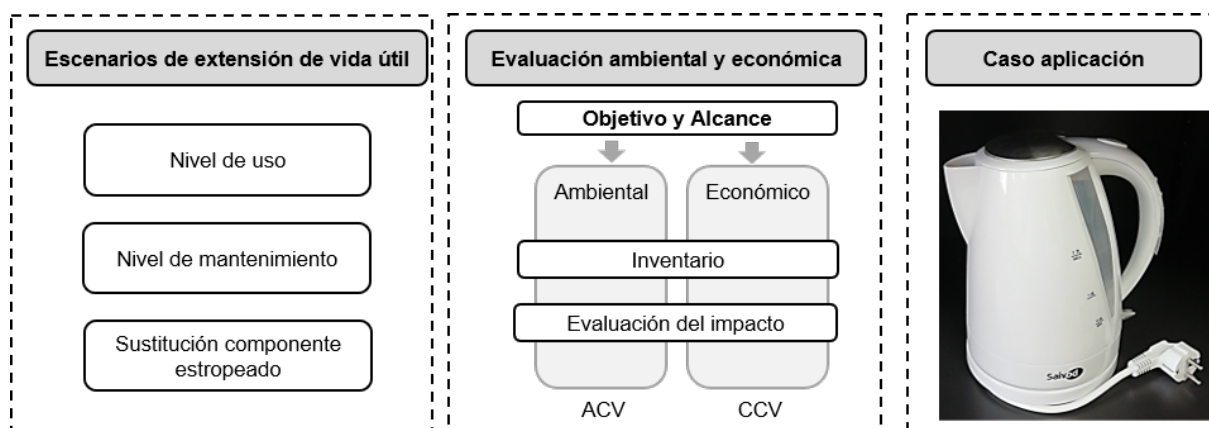 Escenarios de extensión de vida útil
Nivel de uso
Nivel de mantenimiento
Sustitución componente
estropeado
Evaluación ambiental y económica
Objetivo y Alcance
Ambiental
Económico
Inventario
Evaluación del impacto
ACV
CCV
Caso aplicación